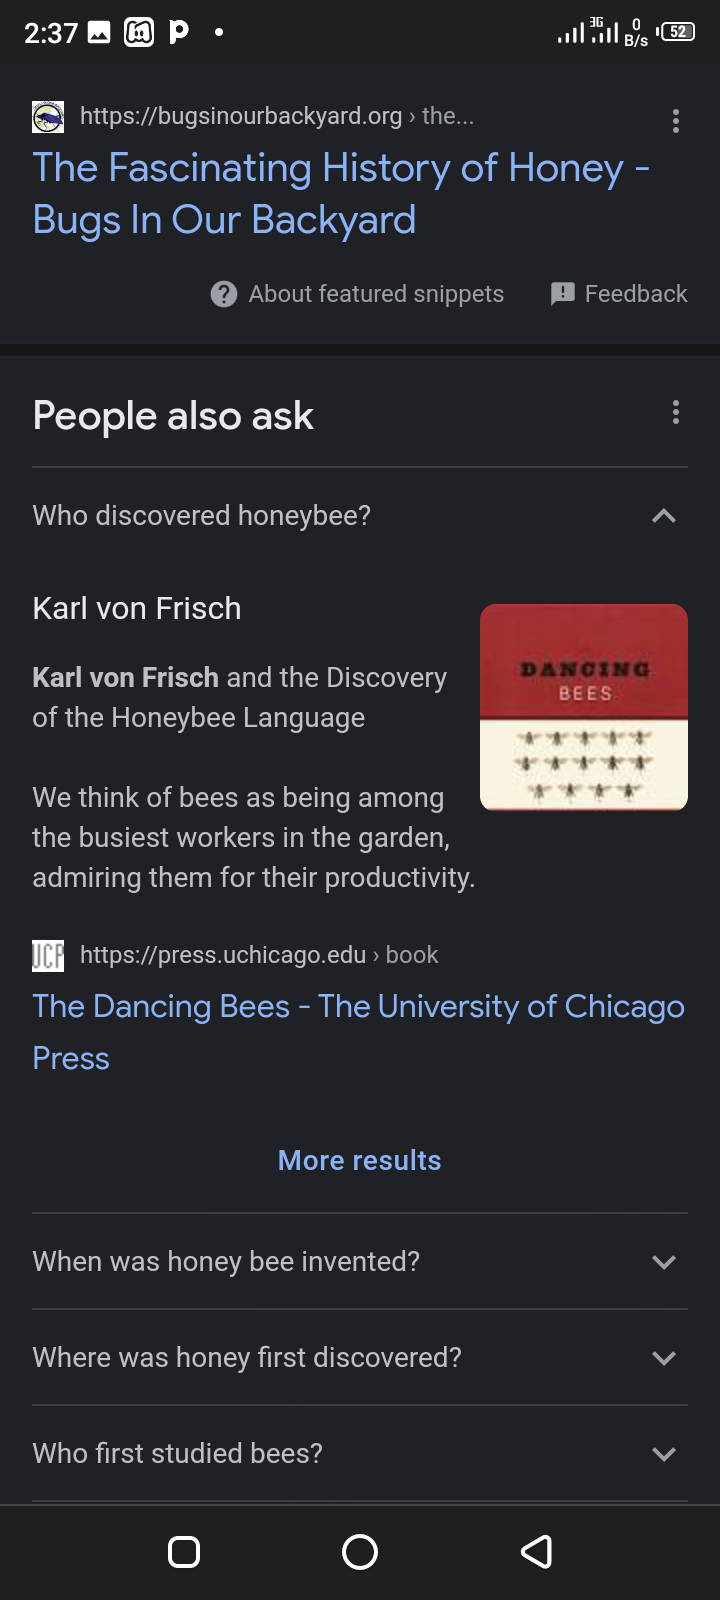 2:37
3G
0
B/s
52
https://bugsinourbackyard.org › the...
The Fascinating History of Honey -
Bugs In Our Backyard
About featured snippets
Feedback
People also ask
Who discovered honeybee?
Karl von Frisch
Karl von Frisch and the Discovery
of the Honeybee Language
DANCING
BEES
We think of bees as being among
the busiest workers in the garden,
admiring them for their productivity.
UCP
https://press.uchicago.edu › book
The Dancing Bees - The University of Chicago
Press
More results
When was honey bee invented?
Where was honey first discovered?
Who first studied bees?